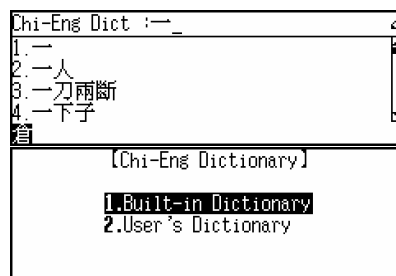 Chi-Eng Dict :一_
1.一
2.一人
3.一刀兩斷
4.一下子
倉
【Chi-Eng Dictionary】
1.Built-in Dictionary
2.User's Dictionary